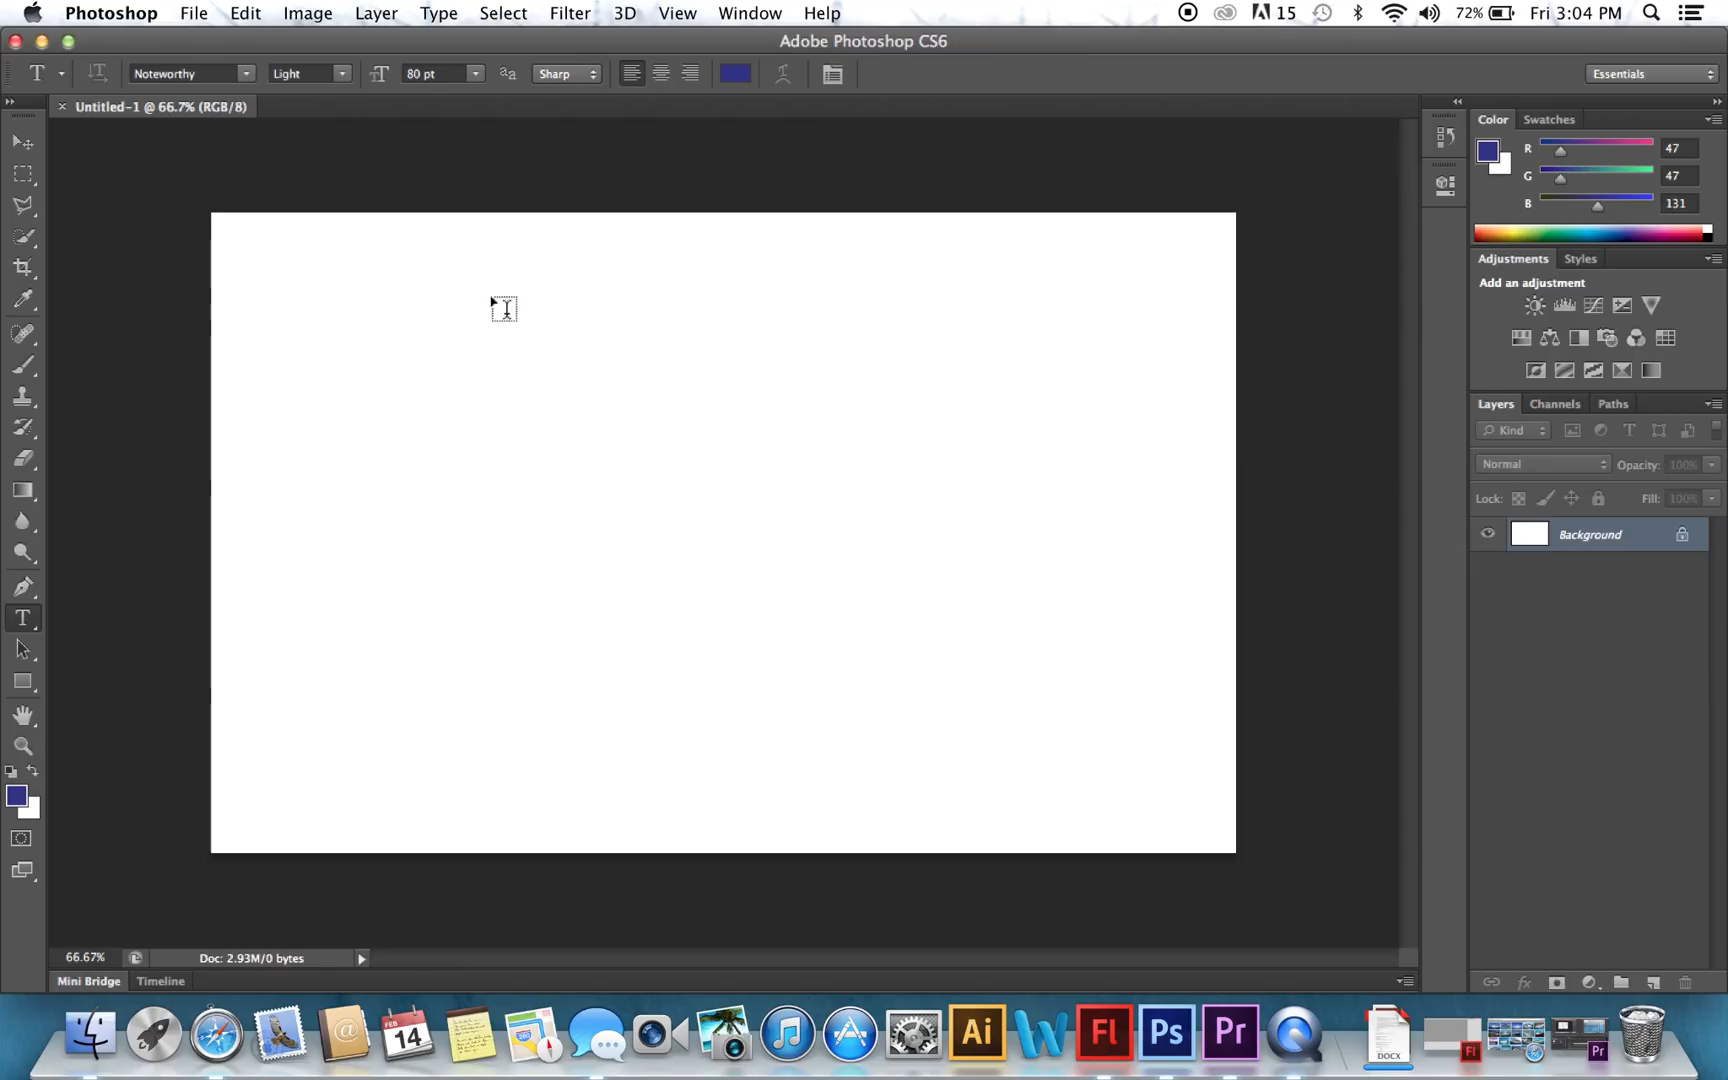 Photoshop File Edit Image Layer Type Select Filter 3D View Window Help 15 72% Fri 3:04 PM
Adobe Photoshop CS6
T Noteworthy Light 80 pt Sharp Essentials
× Untitled-1 @ 66.7% (RGB/8)
Color Swatches
R 47
G 47
B 131
Adjustments Styles
Add an adjustment
Layers Channels Paths
Kind
Normal Opacity: 100%
Lock: Fill: 100%
Background
66.67% Doc: 2.93M/0 bytes
Mini Bridge Timeline
FEB
14
Ai W Fl Ps Pr
DOCX
Fl
Pr